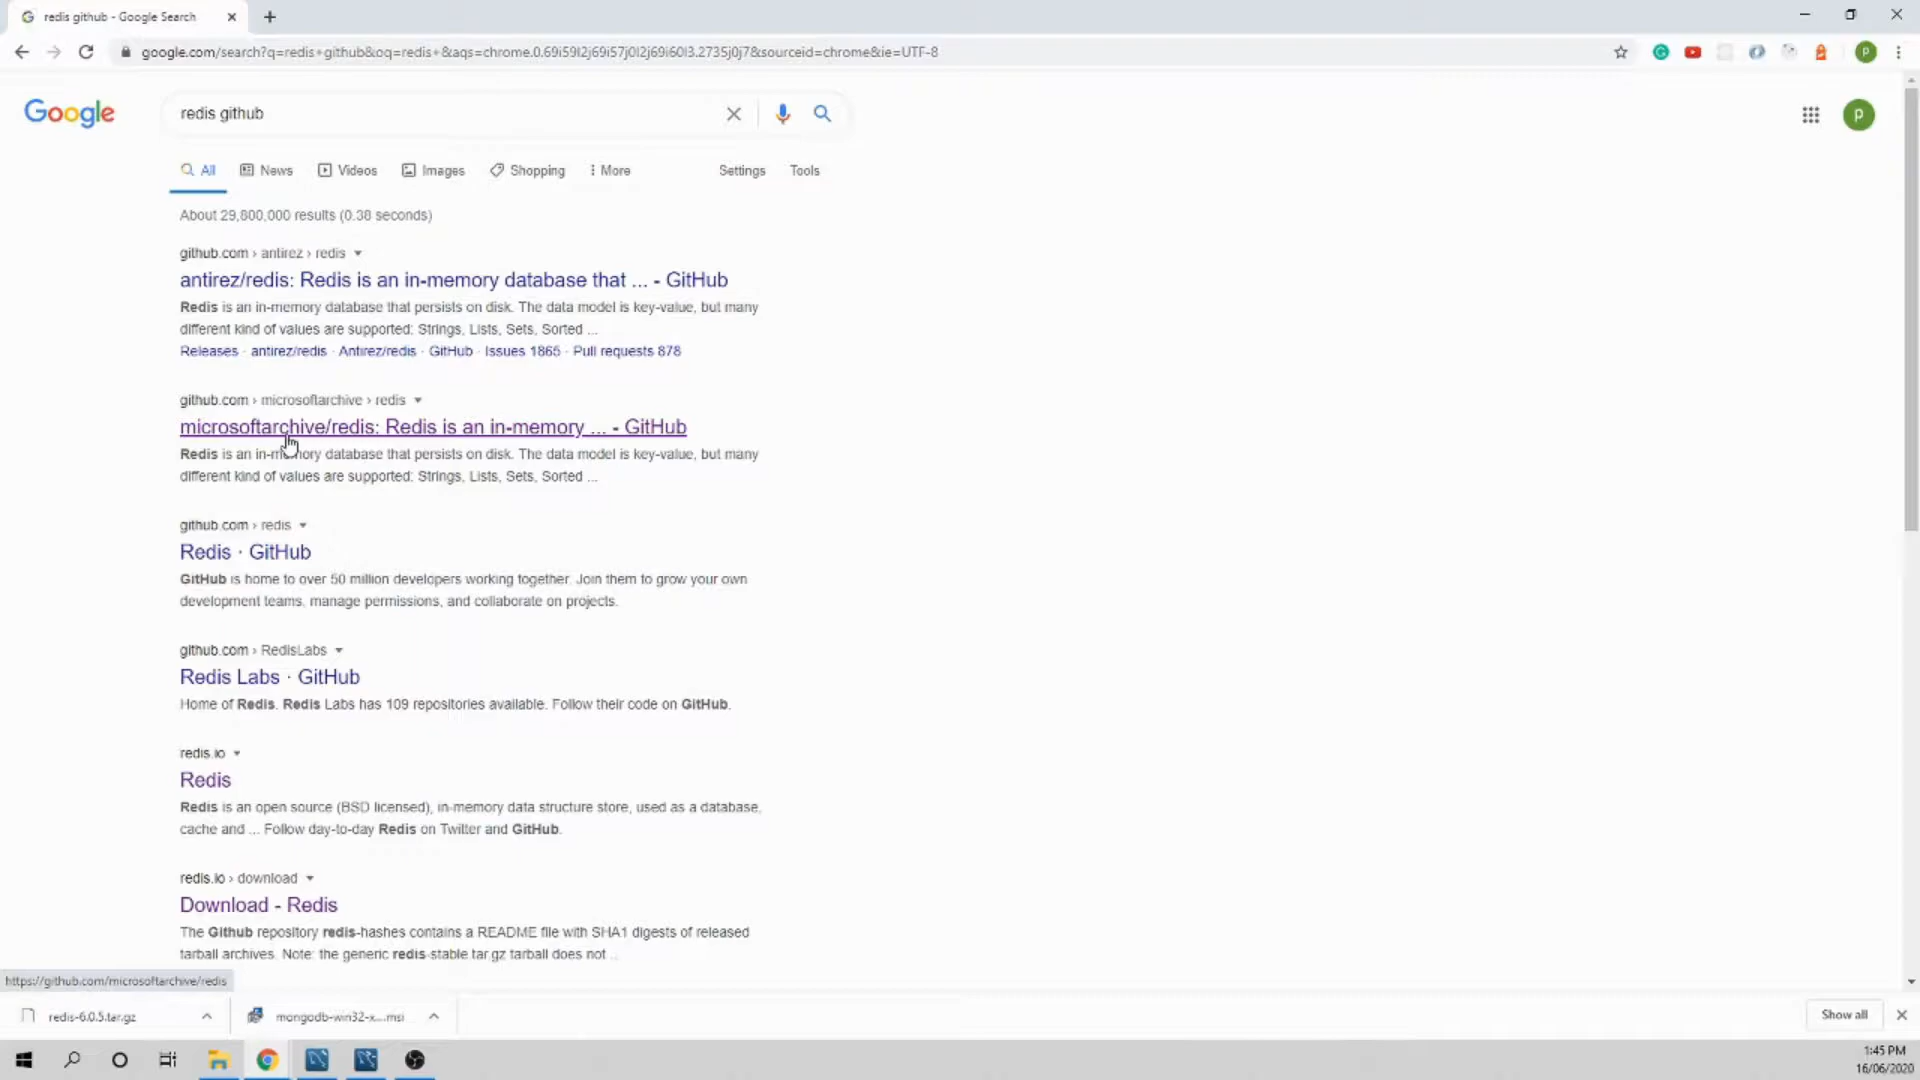 redis github - Google Search
google.com/search?q=redis+github&oq=redis+&aqs=chrome.0.69i59l2j69i57j0l2j69i60l3.2735j0j7&sourceid=chrome&ie=UTF-8
P
Google
redis github
P
All News Videos Images Shopping More Settings Tools
About 29,800,000 results (0.38 seconds)
github.com › antirez › redis
antirez/redis: Redis is an in-memory database that ... - GitHub
Redis is an in-memory database that persists on disk. The data model is key-value, but many
different kind of values are supported: Strings, Lists, Sets, Sorted ...
Releases · antirez/redis · Antirez/redis · GitHub · Issues 1865 · Pull requests 878
github.com › microsoftarchive › redis
microsoftarchive/redis: Redis is an in-memory ... - GitHub
Redis is an in-memory database that persists on disk. The data model is key-value, but many
different kind of values are supported: Strings, Lists, Sets, Sorted ...
github.com › redis
Redis · GitHub
GitHub is home to over 50 million developers working together. Join them to grow your own
development teams, manage permissions, and collaborate on projects.
github.com › RedisLabs
Redis Labs · GitHub
Home of Redis. Redis Labs has 109 repositories available. Follow their code on GitHub.
redis.io
Redis
Redis is an open source (BSD licensed), in-memory data structure store, used as a database,
cache and ... Follow day-to-day Redis on Twitter and GitHub.
redis.io › download
Download - Redis
The Github repository redis-hashes contains a README file with SHA1 digests of released
tarball archives. Note: the generic redis-stable.tar.gz tarball does not ...
https://github.com/microsoftarchive/redis
redis-6.0.5.tar.gz
mongodb-win32-x....msi
Show all
1:45 PM
16/06/2020